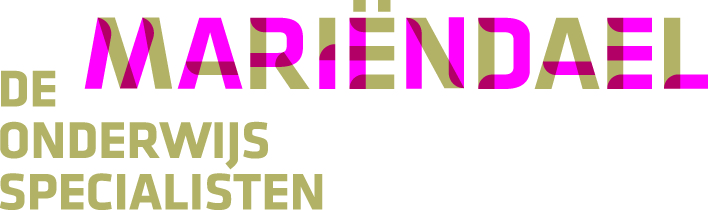 MARIËNDAEL
DE
ONDERWIJS
SPECIALISTEN